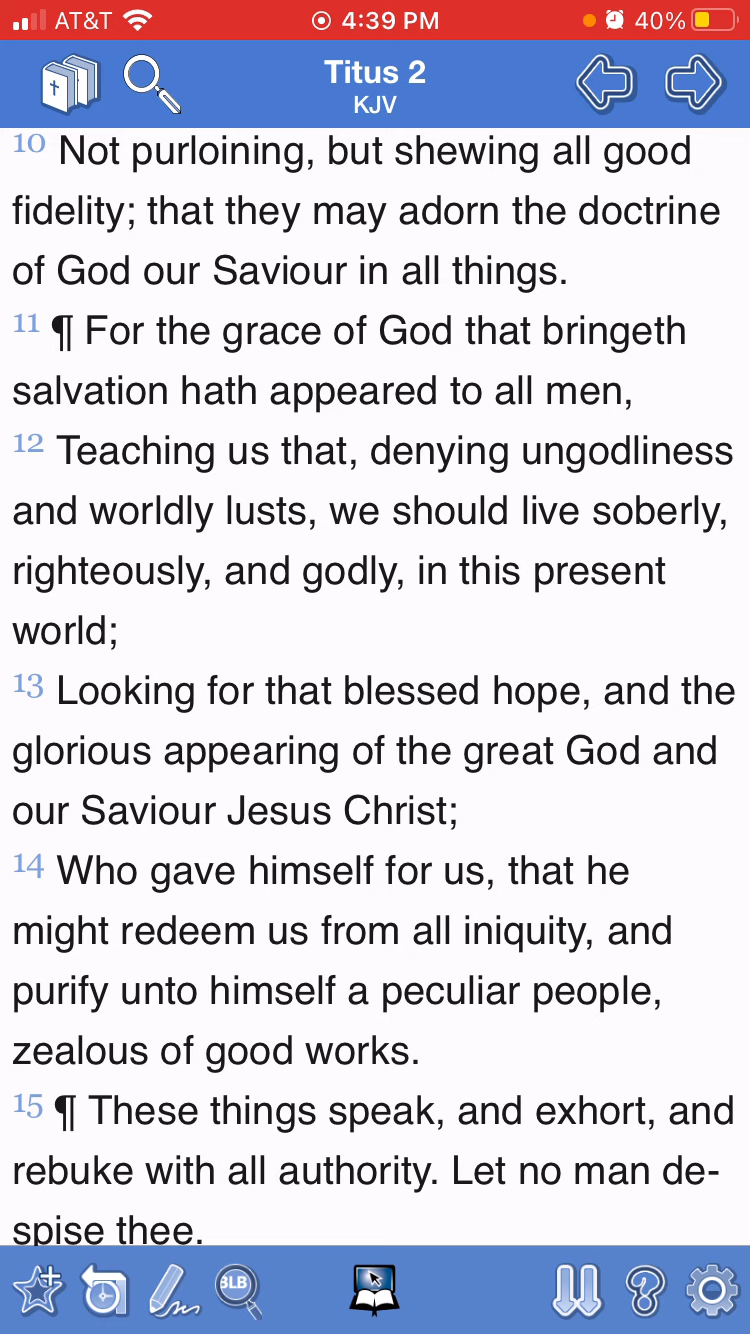 AT&T 4:39 PM 40%
Titus 2
KJV
10 Not purloining, but shewing all good
fidelity; that they may adorn the doctrine
of God our Saviour in all things.
11 ¶ For the grace of God that bringeth
salvation hath appeared to all men,
12 Teaching us that, denying ungodliness
and worldly lusts, we should live soberly,
righteously, and godly, in this present
world;
13 Looking for that blessed hope, and the
glorious appearing of the great God and
our Saviour Jesus Christ;
14 Who gave himself for us, that he
might redeem us from all iniquity, and
purify unto himself a peculiar people,
zealous of good works.
15 ¶ These things speak, and exhort, and
rebuke with all authority. Let no man de-
spise thee.
BLB